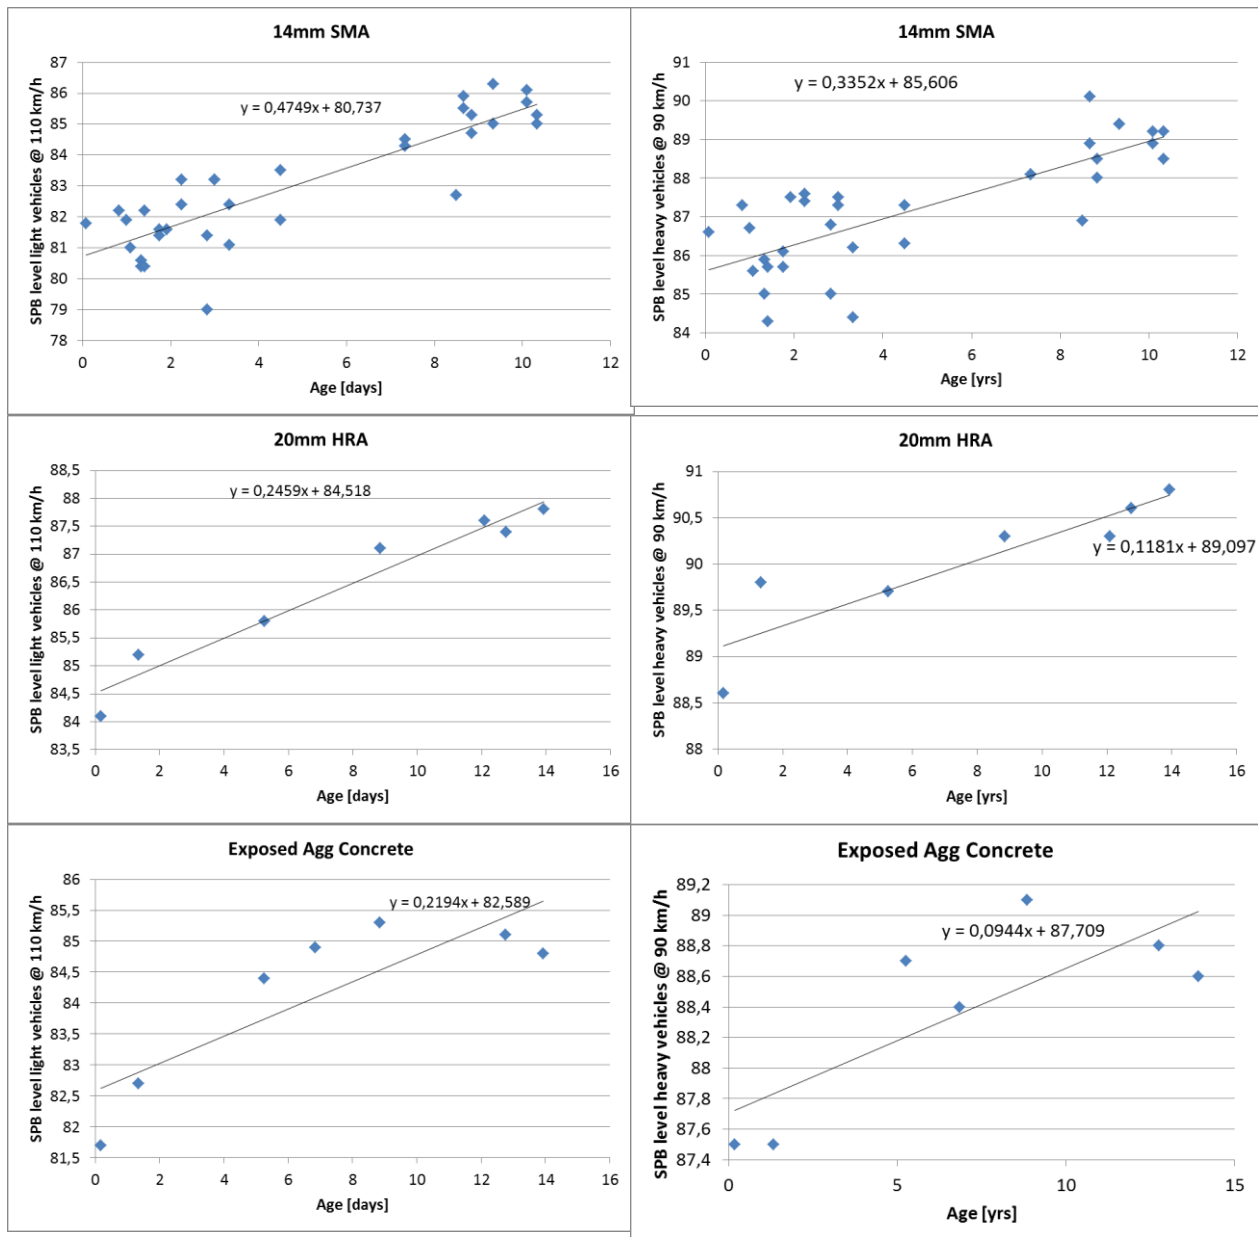 14mm SMA
SPB level light vehicles @ 110 km/h
87
86
85
84
83
82
81
80
79
78
y = 0,4749x + 80,737
0 2 4 6 8 10 12
Age [days]
14mm SMA
SPB level heavy vehicles @ 90 km/h
91
90
89
88
87
86
85
84
y = 0,3352x + 85,606
0 2 4 6 8 10 12
Age [yrs]
20mm HRA
SPB level light vehicles @ 110 km/h
88,5
88
87,5
87
86,5
86
85,5
85
84,5
84
83,5
y = 0,2459x + 84,518
0 2 4 6 8 10 12 14 16
Age [days]
20mm HRA
SPB level heavy vehicles @ 90 km/h
91
90,5
90
89,5
89
88,5
88
y = 0,1181x + 89,097
0 2 4 6 8 10 12 14 16
Age [yrs]
Exposed Agg Concrete
SPB level light vehicles @ 110 km/h
86
85,5
85
84,5
84
83,5
83
82,5
82
81,5
y = 0,2194x + 82,589
0 2 4 6 8 10 12 14 16
Age [days]
Exposed Agg Concrete
SPB level heavy vehicles @ 90 km/h
89,2
89
88,8
88,6
88,4
88,2
88
87,8
87,6
87,4
y = 0,0944x + 87,709
0 5 10 15
Age [yrs]